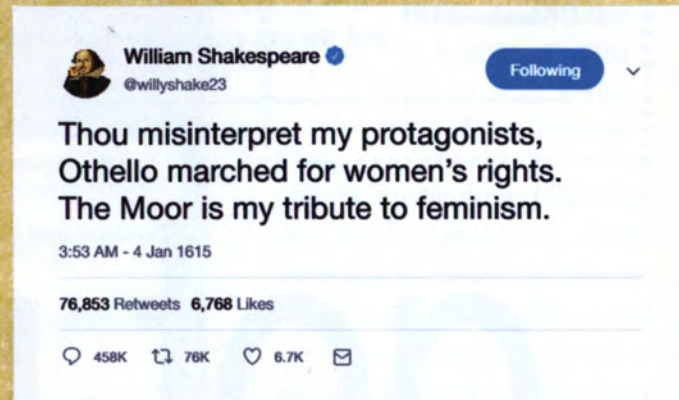 William Shakespeare
@willyshake23
Following
Thou misinterpret my protagonists,
Othello marched for women's rights.
The Moor is my tribute to feminism.
3:53 AM - 4 Jan 1615
76,853 Retweets 6,768 Likes
458K 76K 6.7K